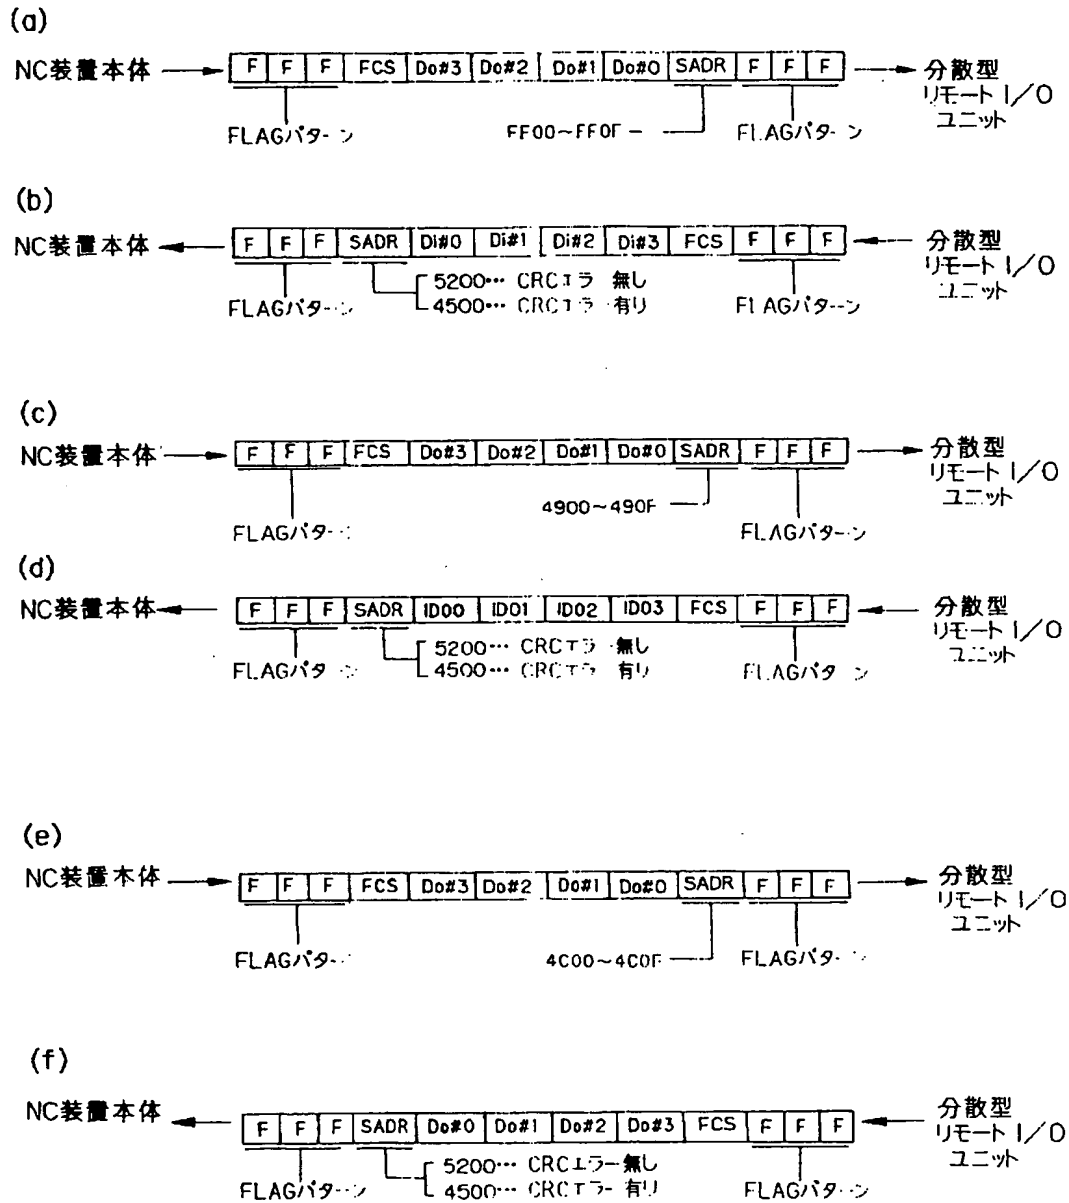 (a)
NC装置本体 F F F FCS Do#3 Do#2 Do#1 Do#0 SADR F F F 分散型
リモート I/O
ユニット
FLAGパターン FF00~FF0F FLAGパターン
(b)
NC装置本体 F F F SADR Di#0 Di#1 Di#2 Di#3 FCS F F F 分散型
リモート I/O
ユニット
5200… CRCエラー 無し
4500… CRCエラー 有り
FLAGパターン FLAGパターン
(c)
NC装置本体 F F F FCS Do#3 Do#2 Do#1 Do#0 SADR F F F 分散型
リモート I/O
ユニット
4900~490F
FLAGパターン FLAGパターン
(d)
NC装置本体 F F F SADR ID00 ID01 ID02 ID03 FCS F F F 分散型
リモート I/O
ユニット
5200… CRCエラー 無し
4500… CRCエラー 有り
FLAGパターン FLAGパターン
(e)
NC装置本体 F F F FCS Do#3 Do#2 Do#1 Do#0 SADR F F F 分散型
リモート I/O
ユニット
FLAGパターン 4C00~4C0F FLAGパターン
(f)
NC装置本体 F F F SADR Do#0 Do#1 Do#2 Do#3 FCS F F F 分散型
リモート I/O
ユニット
5200… CRCエラー無し
4500… CRCエラー 有り
FLAGパターン FLAGパターン